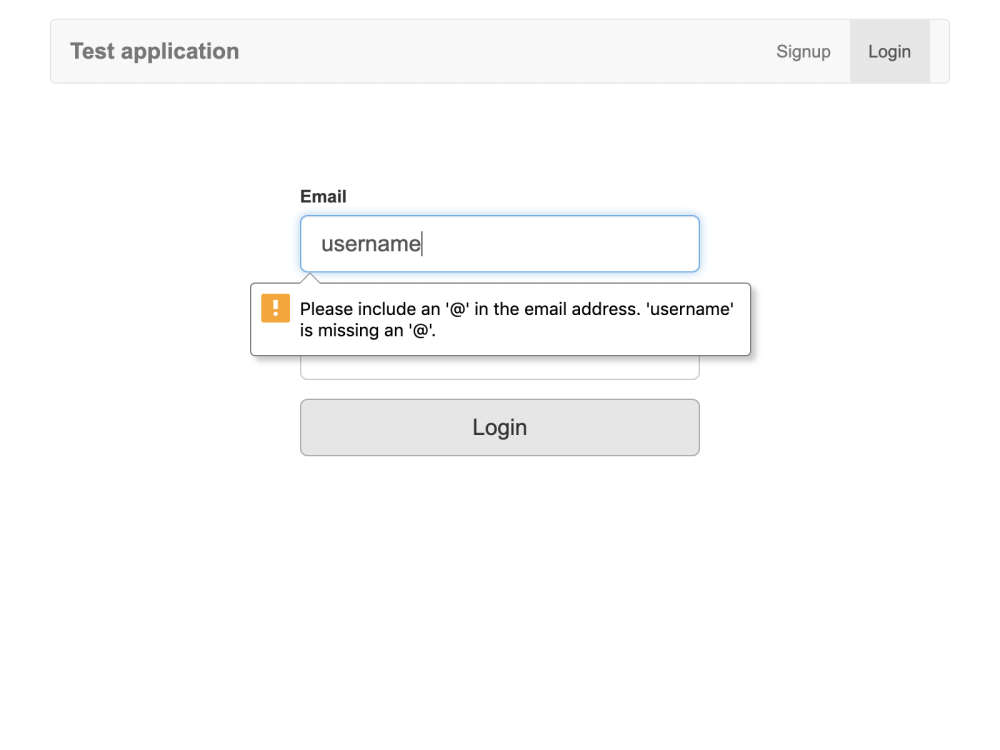 Test application
Signup
Login
Email
username
Please include an '@' in the email address. 'username'
is missing an '@'.
Login